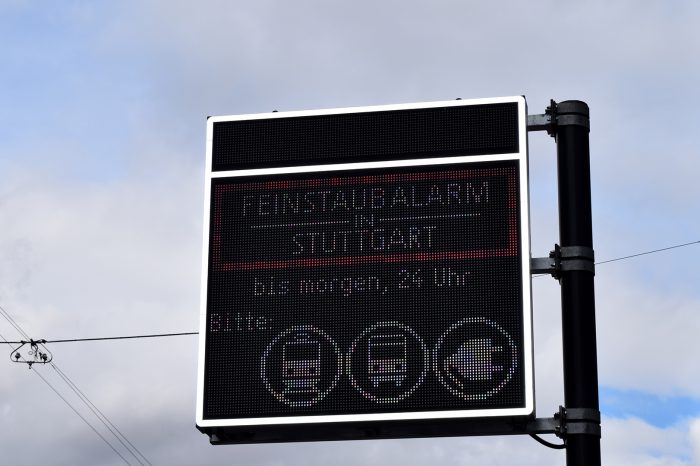 FEINSTAUBALARM
IN
STUTTGART
bis morgen, 24 Uhr
Bitte: